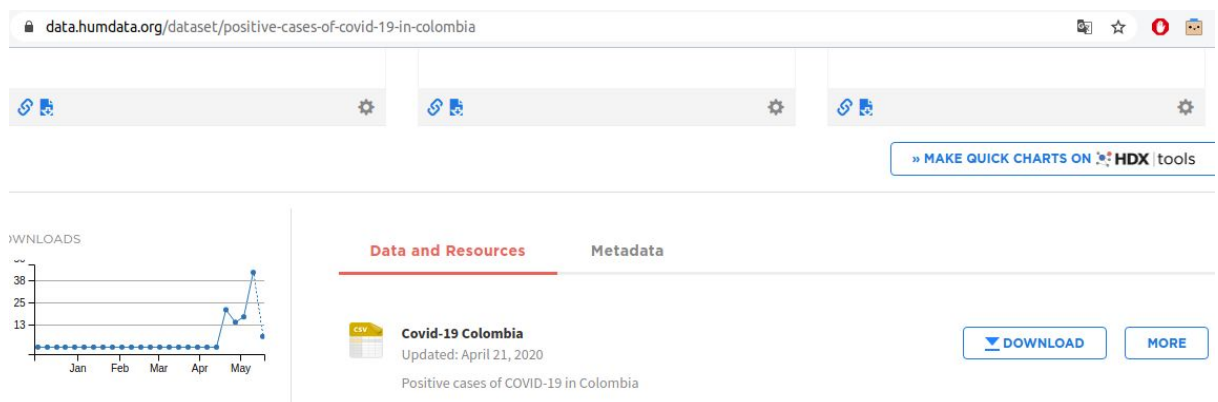 data.humdata.org/dataset/positive-cases-of-covid-19-in-colombia
» MAKE QUICK CHARTS ON HDX tools
OWNLOADS
Data and Resources
Metadata
38
25
13
Jan Feb Mar Apr May
CSV
Covid-19 Colombia
Updated: April 21, 2020
Positive cases of COVID-19 in Colombia
DOWNLOAD
MORE